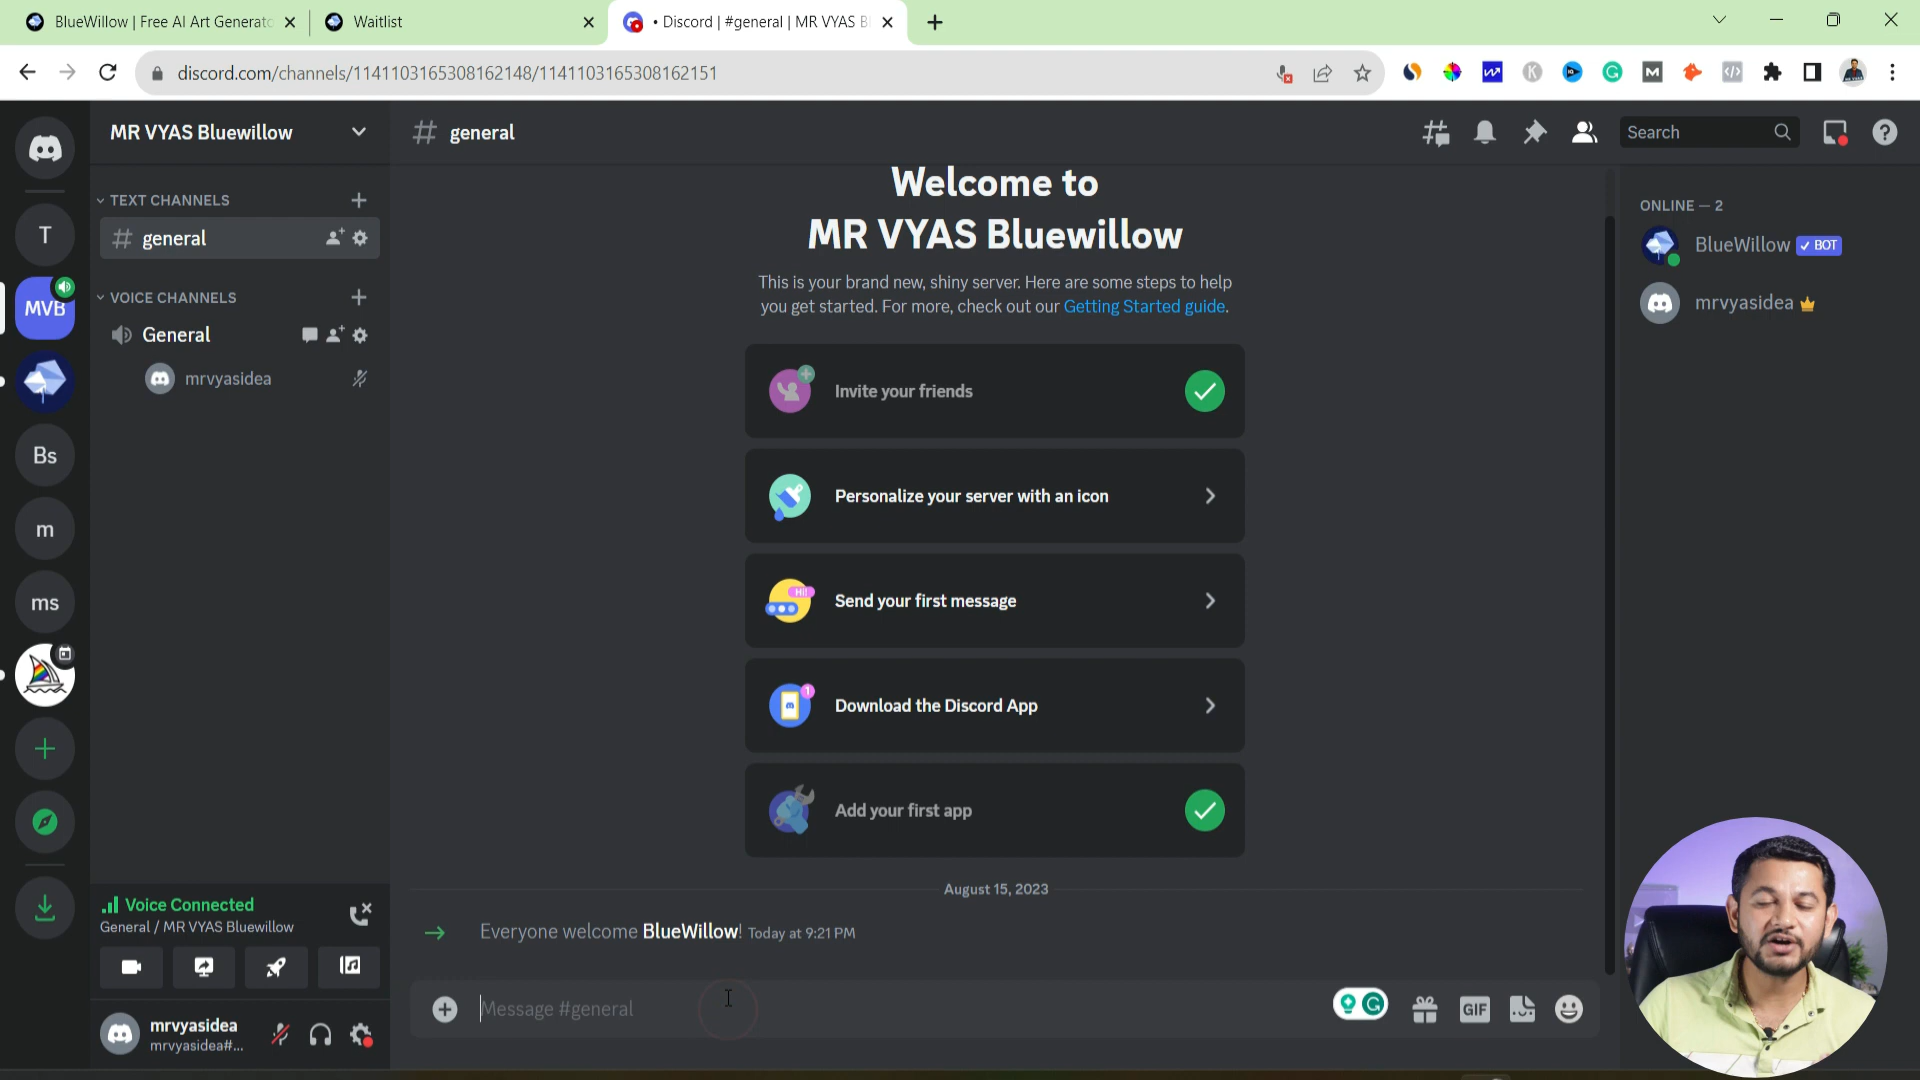 BlueWillow | Free AI Art Generato
Waitlist
• Discord | #general | MR VYAS B
discord.com/channels/1141103165308162148/1141103165308162151
MR VYAS Bluewillow
general
Search
TEXT CHANNELS
general
VOICE CHANNELS
General
mrvyasidea
T
MVB
Bs
m
ms
Welcome to
MR VYAS Bluewillow
This is your brand new, shiny server. Here are some steps to help
you get started. For more, check out our Getting Started guide.
Invite your friends
Personalize your server with an icon
Hi!
Send your first message
1
Download the Discord App
Add your first app
August 15, 2023
Everyone welcome BlueWillow! Today at 9:21 PM
Message #general
GIF
ONLINE — 2
BlueWillow ✓ BOT
mrvyasidea
Voice Connected
General / MR VYAS Bluewillow
mrvyasidea
mrvyasidea#...